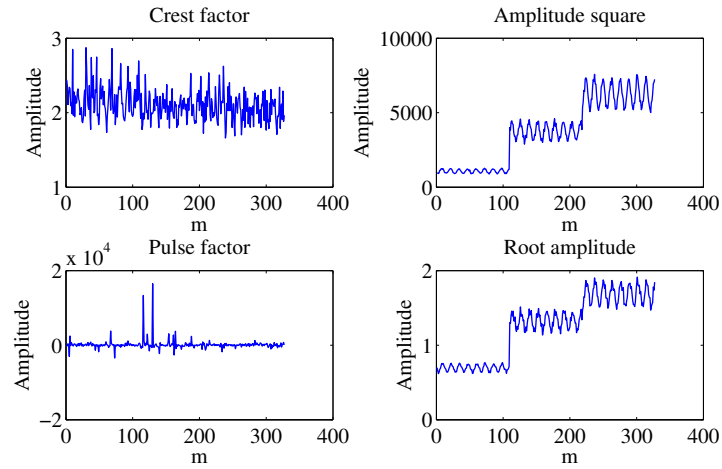 Crest factor
3
2
1
Amplitude
0 100 200 300 400
m
Amplitude square
10000
5000
0
Amplitude
0 100 200 300 400
m
Pulse factor
x 10^4
2
0
−2
Amplitude
0 100 200 300 400
m
Root amplitude
2
1
0
Amplitude
0 100 200 300 400
m